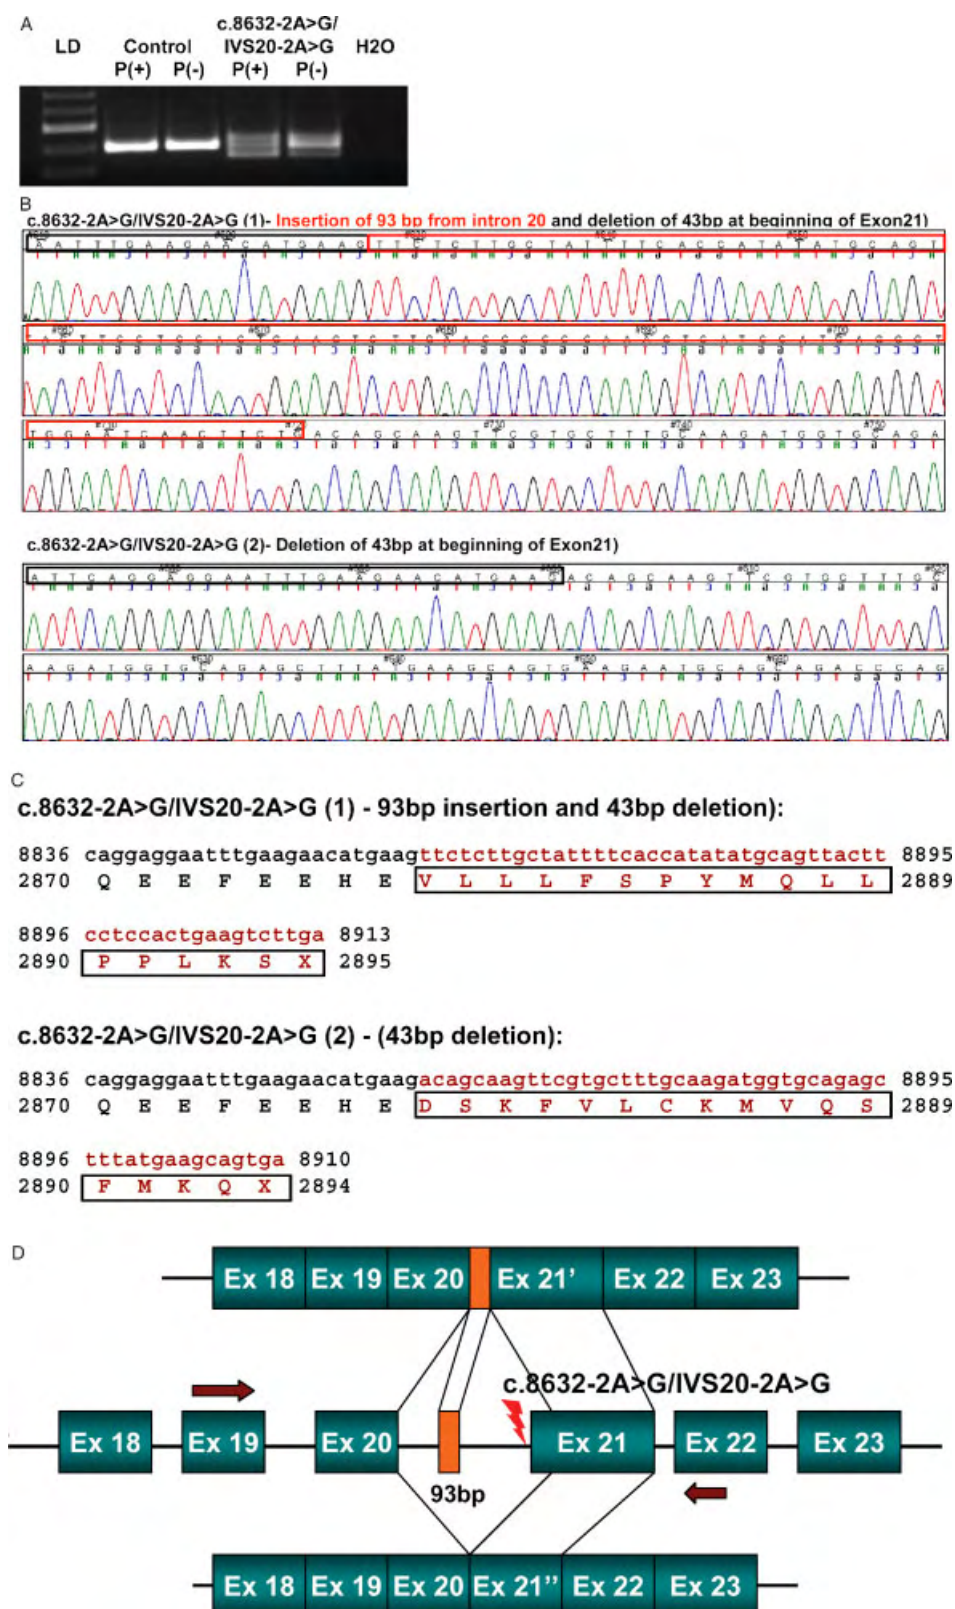 A
c.8632-2A>G/
LD Control IVS20-2A>G H2O
P(+) P(-) P(+) P(-)
B
c.8632-2A>G/IVS20-2A>G (1)- Insertion of 93 bp from intron 20 and deletion of 43bp at beginning of Exon21)
c.8632-2A>G/IVS20-2A>G (2)- Deletion of 43bp at beginning of Exon21)
C
c.8632-2A>G/IVS20-2A>G (1) - 93bp insertion and 43bp deletion):
8836 caggaggaatttgaagaacatgaagttctcttgctattttcaccatatatgcagttactt 8895
2870 Q E E F E E H E V L L L F S P Y M Q L L 2889
8896 cctccactgaagtcttga 8913
2890 P P L K S X 2895
c.8632-2A>G/IVS20-2A>G (2) - (43bp deletion):
8836 caggaggaatttgaagaacatgaagacagcaagttcgtgctttgcaagatggtgcagagc 8895
2870 Q E E F E E H E D S K F V L C K M V Q S 2889
8896 tttatgaagcagtga 8910
2890 F M K Q X 2894
D
Ex 18 Ex 19 Ex 20 Ex 21' Ex 22 Ex 23
c.8632-2A>G/IVS20-2A>G
Ex 18 Ex 19 Ex 20 Ex 21 Ex 22 Ex 23
93bp
Ex 18 Ex 19 Ex 20 Ex 21'' Ex 22 Ex 23